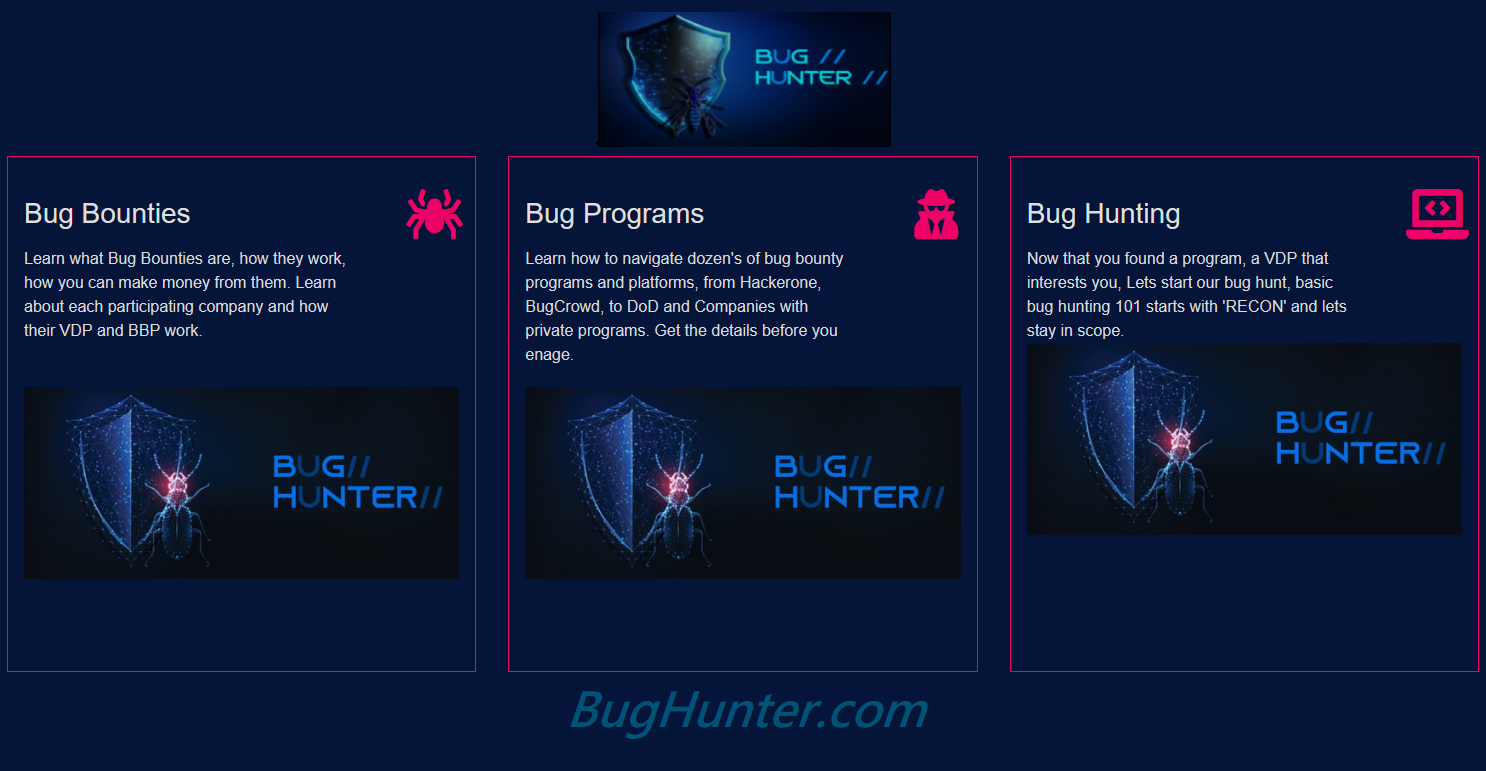 BUG //
HUNTER //
Bug Bounties
Learn what Bug Bounties are, how they work,
how you can make money from them. Learn
about each participating company and how
their VDP and BBP work.
BUG//
HUNTER//
Bug Programs
Learn how to navigate dozen's of bug bounty
programs and platforms, from Hackerone,
BugCrowd, to DoD and Companies with
private programs. Get the details before you
enage.
BUG//
HUNTER//
Bug Hunting
Now that you found a program, a VDP that
interests you, Lets start our bug hunt, basic
bug hunting 101 starts with 'RECON' and lets
stay in scope.
BUG//
HUNTER//
BugHunter.com